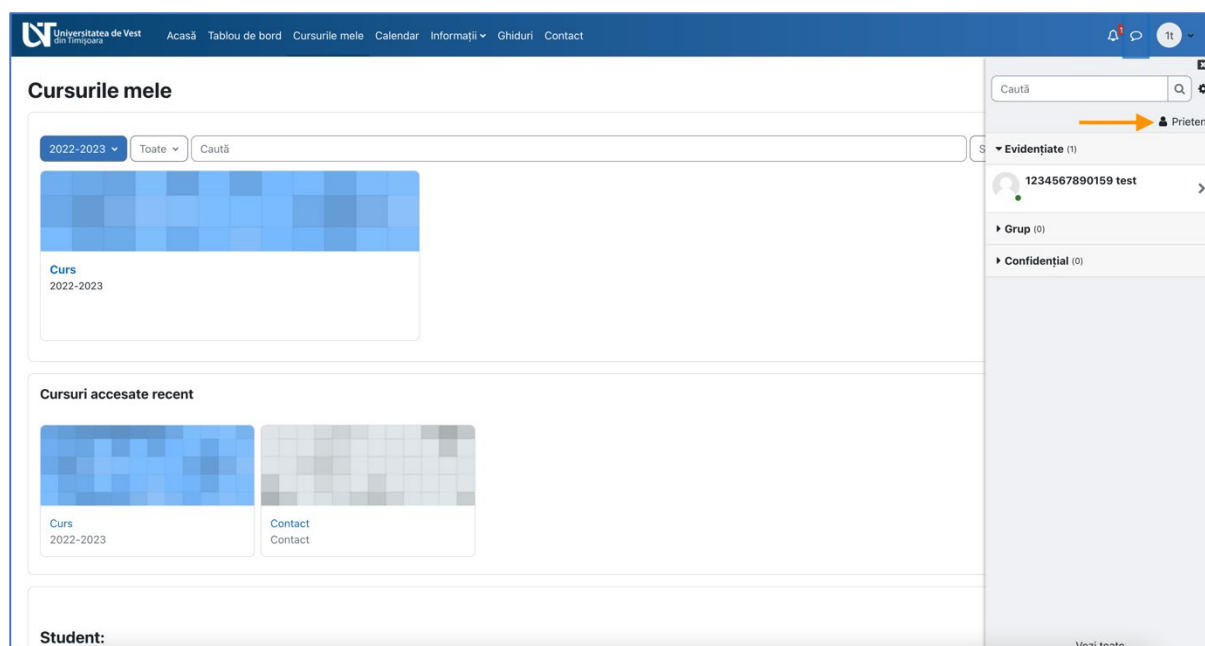 Universitatea de Vest
din Timișoara
Acasă Tablou de bord Cursurile mele Calendar Informații Ghiduri Contact
1
1t
Cursurile mele
2022-2023 Toate Caută S
Curs
2022-2023
Cursuri accesate recent
Curs
2022-2023
Contact
Contact
Student:
Caută
Prieten
Evidențiate (1)
1234567890159 test
Grup (0)
Confidențial (0)
Vezi toate